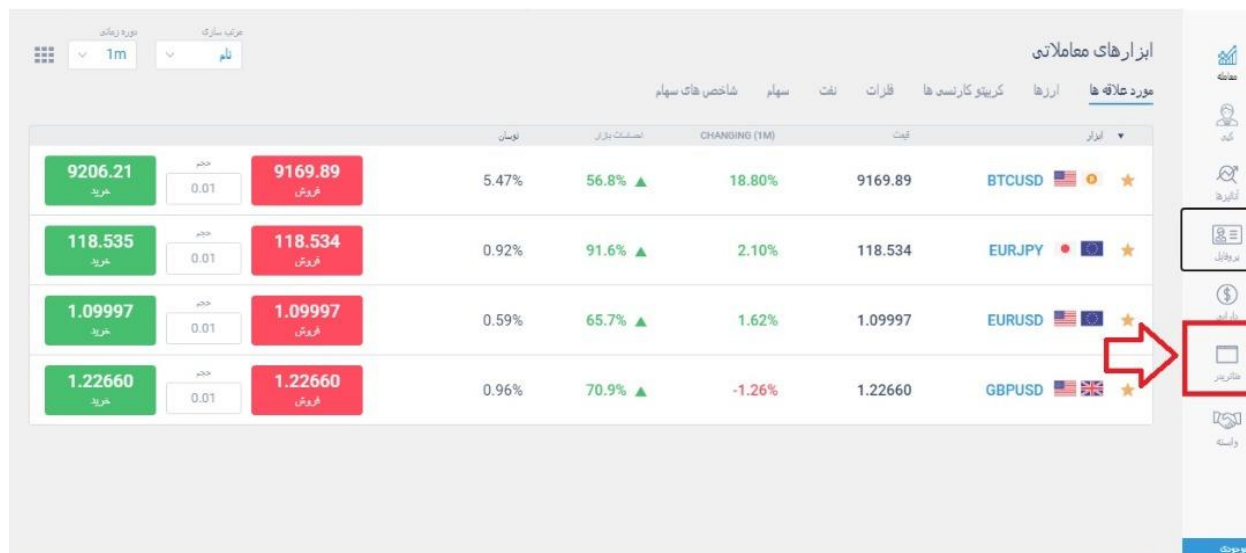 مرتب سازی
دوره زمانی
نام
1m
ابزارهای معاملاتی
مورد علاقه ها ارزها کریپتو کارنسی ها فلزات نفت سهام شاخص های سهام
ابزار قیمت CHANGING (1M) احساسات بازار نوسان
BTCUSD 9169.89 18.80% 56.8% 5.47% 9169.89 فروش حجم 0.01 9206.21 خرید
EURJPY 118.534 2.10% 91.6% 0.92% 118.534 فروش حجم 0.01 118.535 خرید
EURUSD 1.09997 1.62% 65.7% 0.59% 1.09997 فروش حجم 0.01 1.09997 خرید
GBPUSD 1.22660 -1.26% 70.9% 0.96% 1.22660 فروش حجم 0.01 1.22660 خرید
معامله
کپی
آنالیزها
پروفایل
متاتریدر
وابسته
موجودی